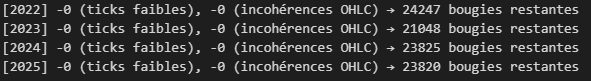 [2022] -0 (ticks faibles), -0 (incohérences OHLC) → 24247 bougies restantes
[2023] -0 (ticks faibles), -0 (incohérences OHLC) → 21048 bougies restantes
[2024] -0 (ticks faibles), -0 (incohérences OHLC) → 23825 bougies restantes
[2025] -0 (ticks faibles), -0 (incohérences OHLC) → 23820 bougies restantes